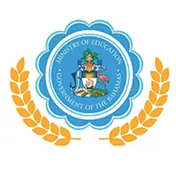 MINISTRY OF EDUCATION
GOVERNMENT OF THE BAHAMAS